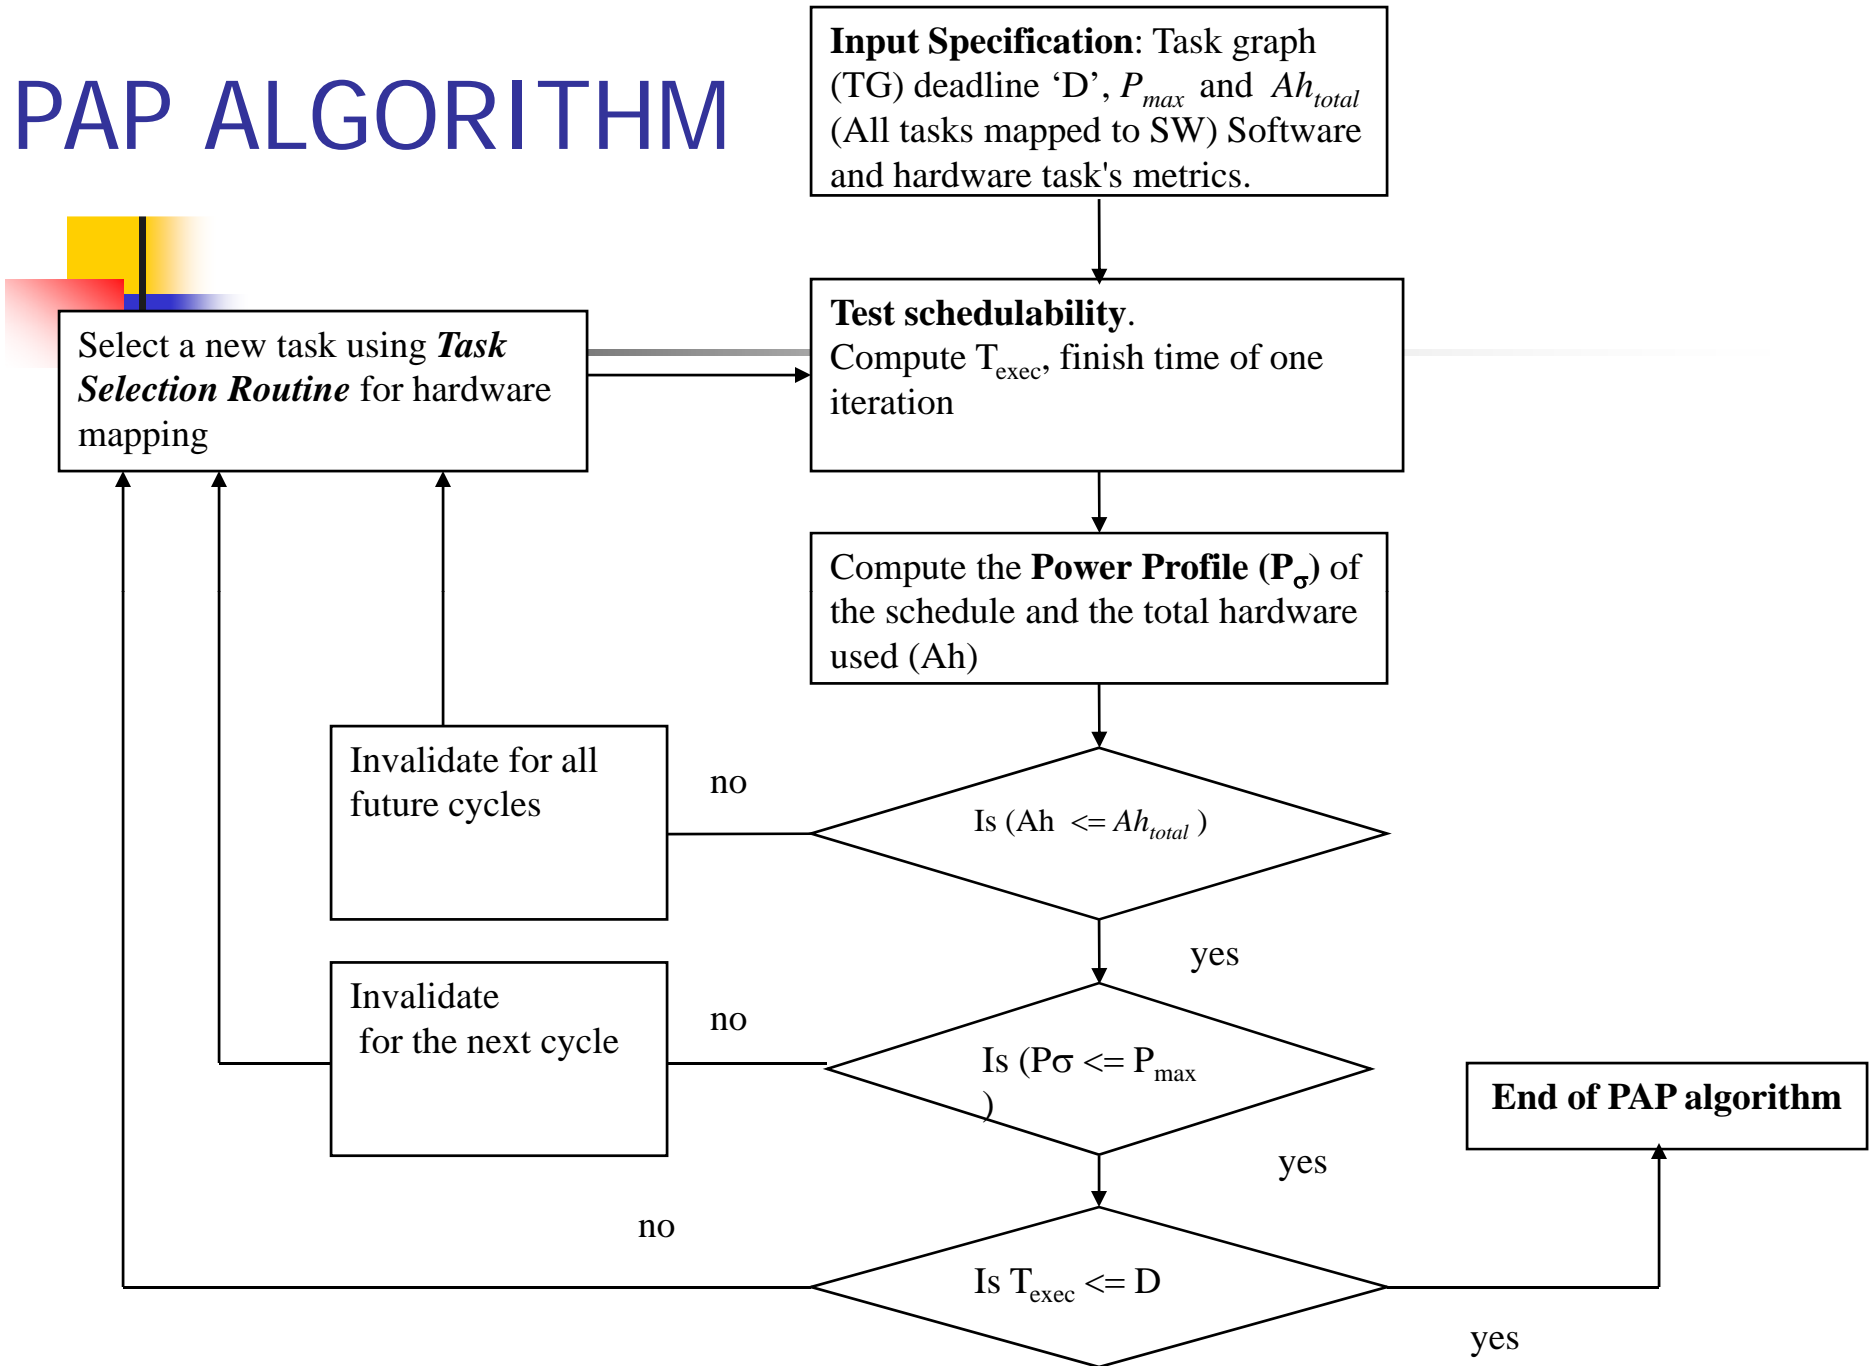 PAP ALGORITHM
Input Specification: Task graph
(TG) deadline ‘D’, Pmax and Ahtotal
(All tasks mapped to SW) Software
and hardware task's metrics.
Select a new task using Task
Selection Routine for hardware
mapping
Test schedulability.
Compute Texec, finish time of one
iteration
Compute the Power Profile (Pσ) of
the schedule and the total hardware
used (Ah)
Invalidate for all
future cycles
no
Is (Ah <= Ahtotal )
yes
Invalidate
for the next cycle
no
Is (Pσ <= Pmax
)
yes
End of PAP algorithm
no
Is Texec <= D
yes